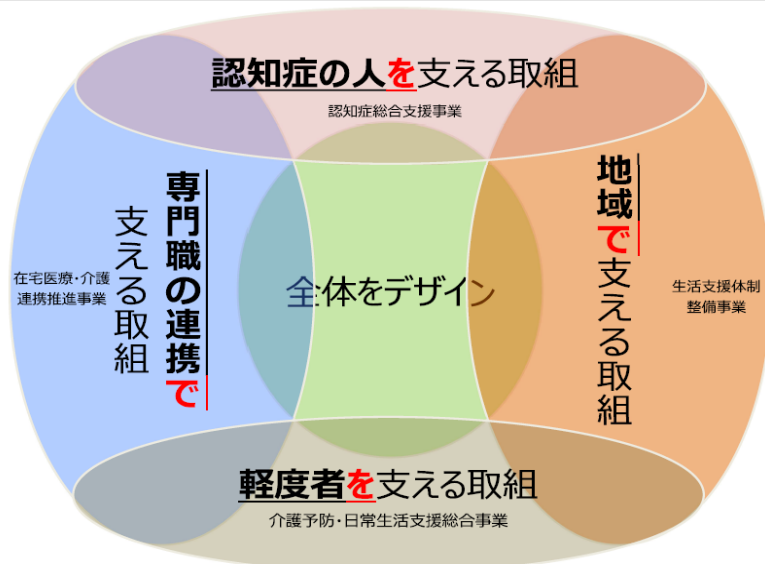 認知症の人を支える取組
認知症総合支援事業
専門職の連携で
支える取組
在宅医療・介護
連携推進事業
全体をデザイン
地域で支える取組
生活支援体制
整備事業
軽度者を支える取組
介護予防・日常生活支援総合事業